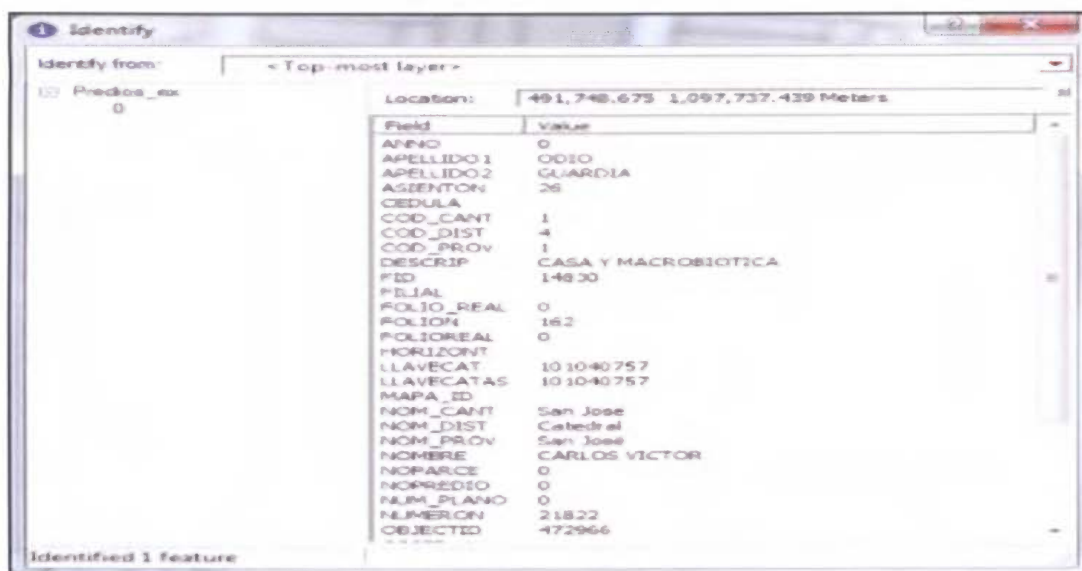 Identify
Identify from: <Top-most layer>
Predios_ex
0
Location: 491,748.675 1,097,737.439 Meters
Field Value
ANNO 0
APELLIDO1 ODIO
APELLIDO2 GUARDIA
ASIENTON 26
CEDULA
COD_CANT 1
COD_DIST 4
COD_PROV 1
DESCRIP CASA Y MACROBIOTICA
FID 14830
FILIAL
FOLIO_REAL 0
FOLION 162
FOLIOREAL 0
HORIZONT
LLAVECAT 101040757
LLAVECATAS 101040757
MAPA_ID
NOM_CANT San Jose
NOM_DIST Catedral
NOM_PROV San José
NOMBRE CARLOS VICTOR
NOPARCE 0
NOPREDIO 0
NUM_PLANO 0
NUMERON 21822
OBJECTID 472966
Identified 1 feature